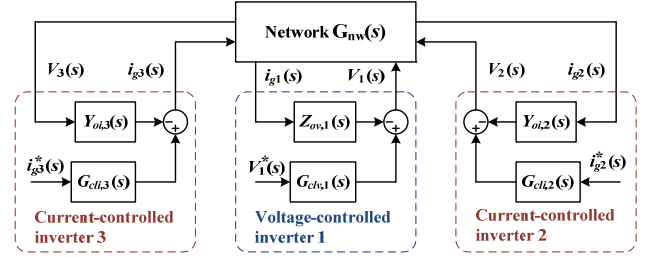 Network G_nw(s)
V_3(s) i_g3(s) i_g1(s) V_1(s) V_2(s) i_g2(s)
Y_oi,3(s) - + Z_ov,1(s) - + - + Y_oi,2(s)
i*_g3(s) G_cli,3(s) V*_1(s) G_clv,1(s) G_cli,2(s) i*_g2(s)
Current-controlled
inverter 3
Voltage-controlled
inverter 1
Current-controlled
inverter 2